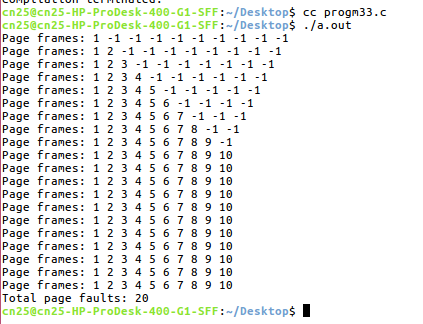 compilation terminated.
cn25@cn25-HP-ProDesk-400-G1-SFF:~/Desktop$ cc progm33.c
cn25@cn25-HP-ProDesk-400-G1-SFF:~/Desktop$ ./a.out
Page frames: 1 -1 -1 -1 -1 -1 -1 -1 -1 -1
Page frames: 1 2 -1 -1 -1 -1 -1 -1 -1 -1
Page frames: 1 2 3 -1 -1 -1 -1 -1 -1 -1
Page frames: 1 2 3 4 -1 -1 -1 -1 -1 -1
Page frames: 1 2 3 4 5 -1 -1 -1 -1 -1
Page frames: 1 2 3 4 5 6 -1 -1 -1 -1
Page frames: 1 2 3 4 5 6 7 -1 -1 -1
Page frames: 1 2 3 4 5 6 7 8 -1 -1
Page frames: 1 2 3 4 5 6 7 8 9 -1
Page frames: 1 2 3 4 5 6 7 8 9 10
Page frames: 1 2 3 4 5 6 7 8 9 10
Page frames: 1 2 3 4 5 6 7 8 9 10
Page frames: 1 2 3 4 5 6 7 8 9 10
Page frames: 1 2 3 4 5 6 7 8 9 10
Page frames: 1 2 3 4 5 6 7 8 9 10
Page frames: 1 2 3 4 5 6 7 8 9 10
Page frames: 1 2 3 4 5 6 7 8 9 10
Page frames: 1 2 3 4 5 6 7 8 9 10
Page frames: 1 2 3 4 5 6 7 8 9 10
Page frames: 1 2 3 4 5 6 7 8 9 10
Total page faults: 20
cn25@cn25-HP-ProDesk-400-G1-SFF:~/Desktop$